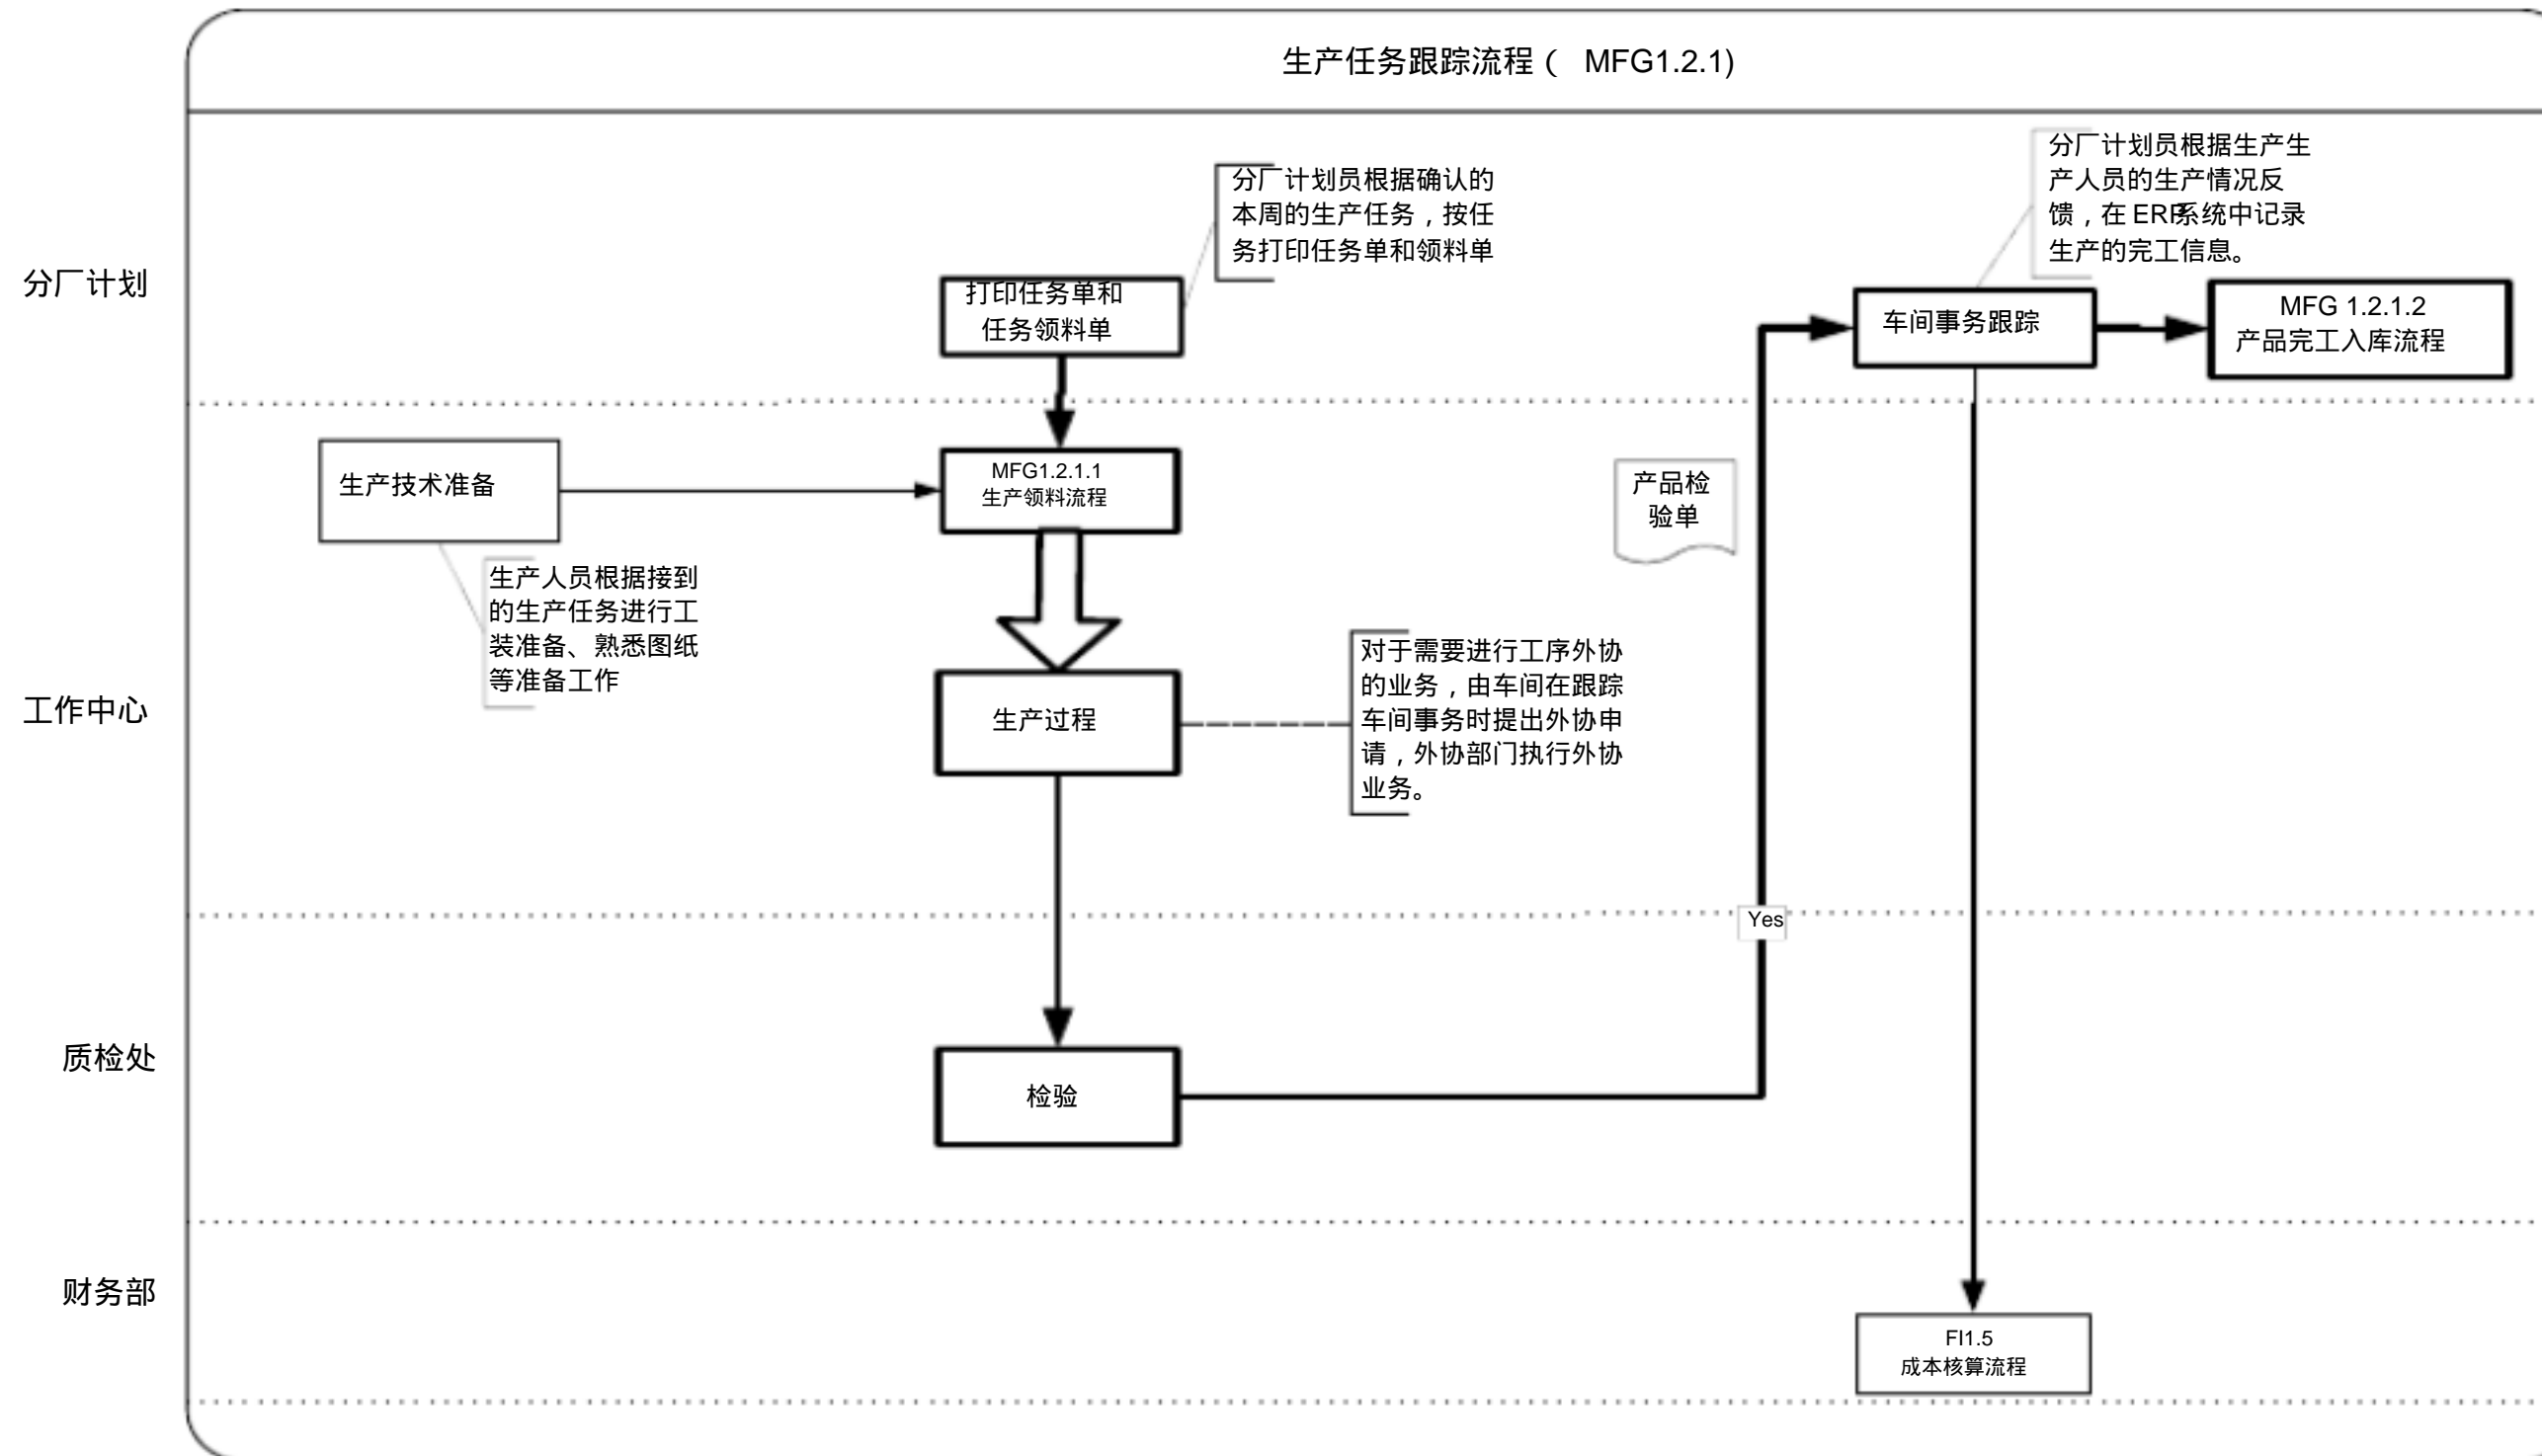 生产任务跟踪流程（ MFG1.2.1)
分厂计划员根据确认的
本周的生产任务，按任
务打印任务单和领料单
分厂计划员根据生产生
产人员的生产情况反
馈，在ERP系统中记录
生产的完工信息。
分厂计划
打印任务单和
任务领料单
车间事务跟踪
MFG 1.2.1.2
产品完工入库流程
生产技术准备
MFG1.2.1.1
生产领料流程
产品检
验单
生产人员根据接到
的生产任务进行工
装准备、熟悉图纸
等准备工作
工作中心
生产过程
对于需要进行工序外协
的业务，由车间在跟踪
车间事务时提出外协申
请，外协部门执行外协
业务。
Yes
质检处
检验
财务部
FI1.5
成本核算流程